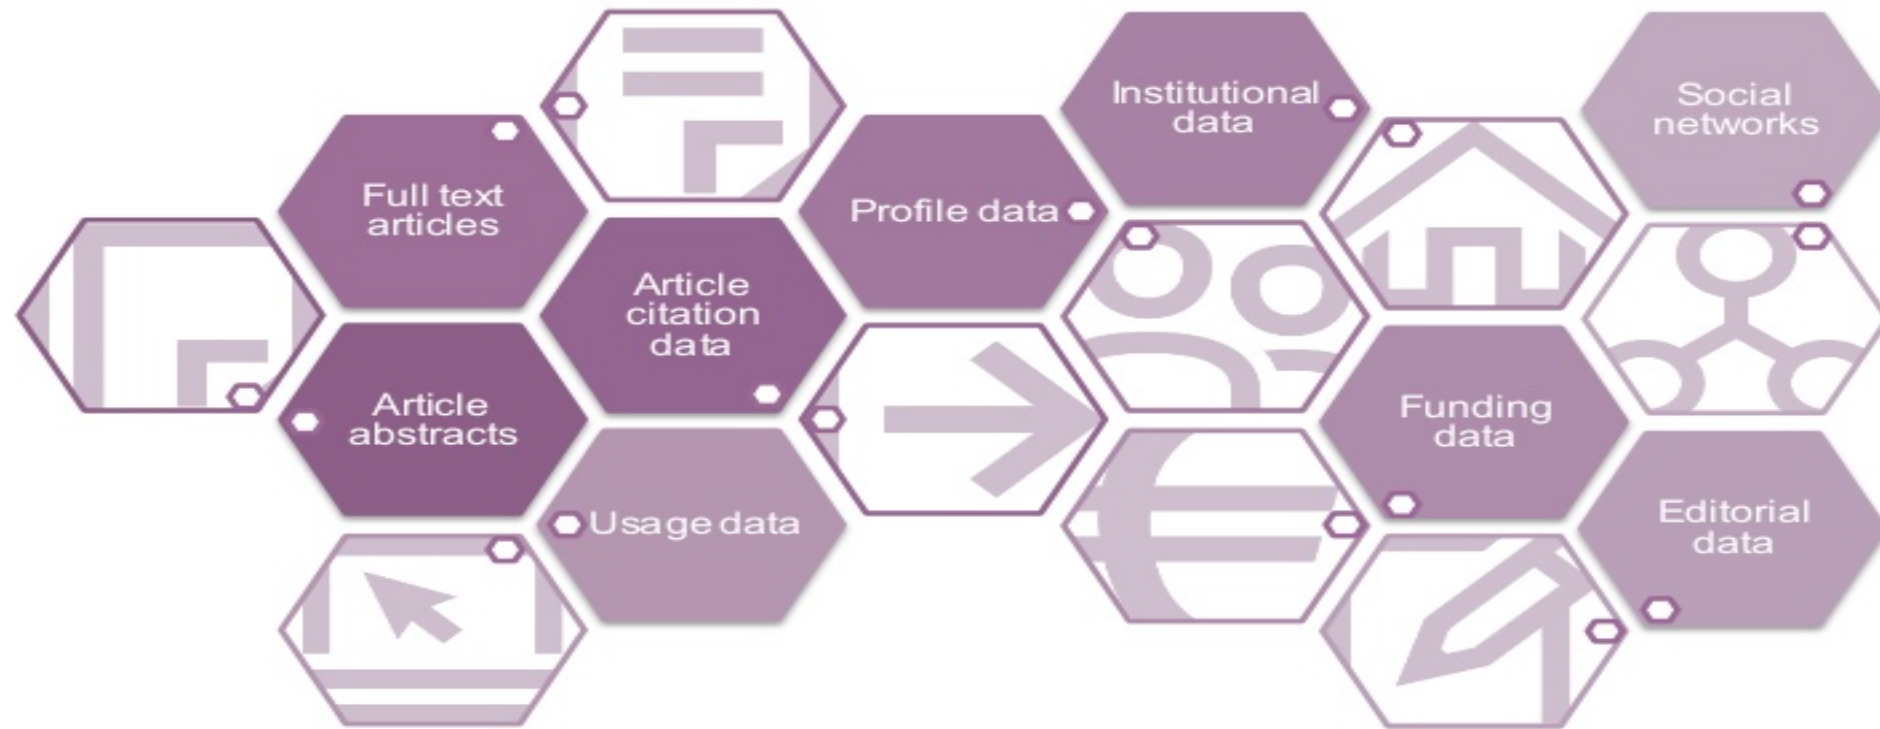 Full text
articles
Article
abstracts
Article
citation
data
Usage data
Profile data
Institutional
data
Funding
data
Social
networks
Editorial
data